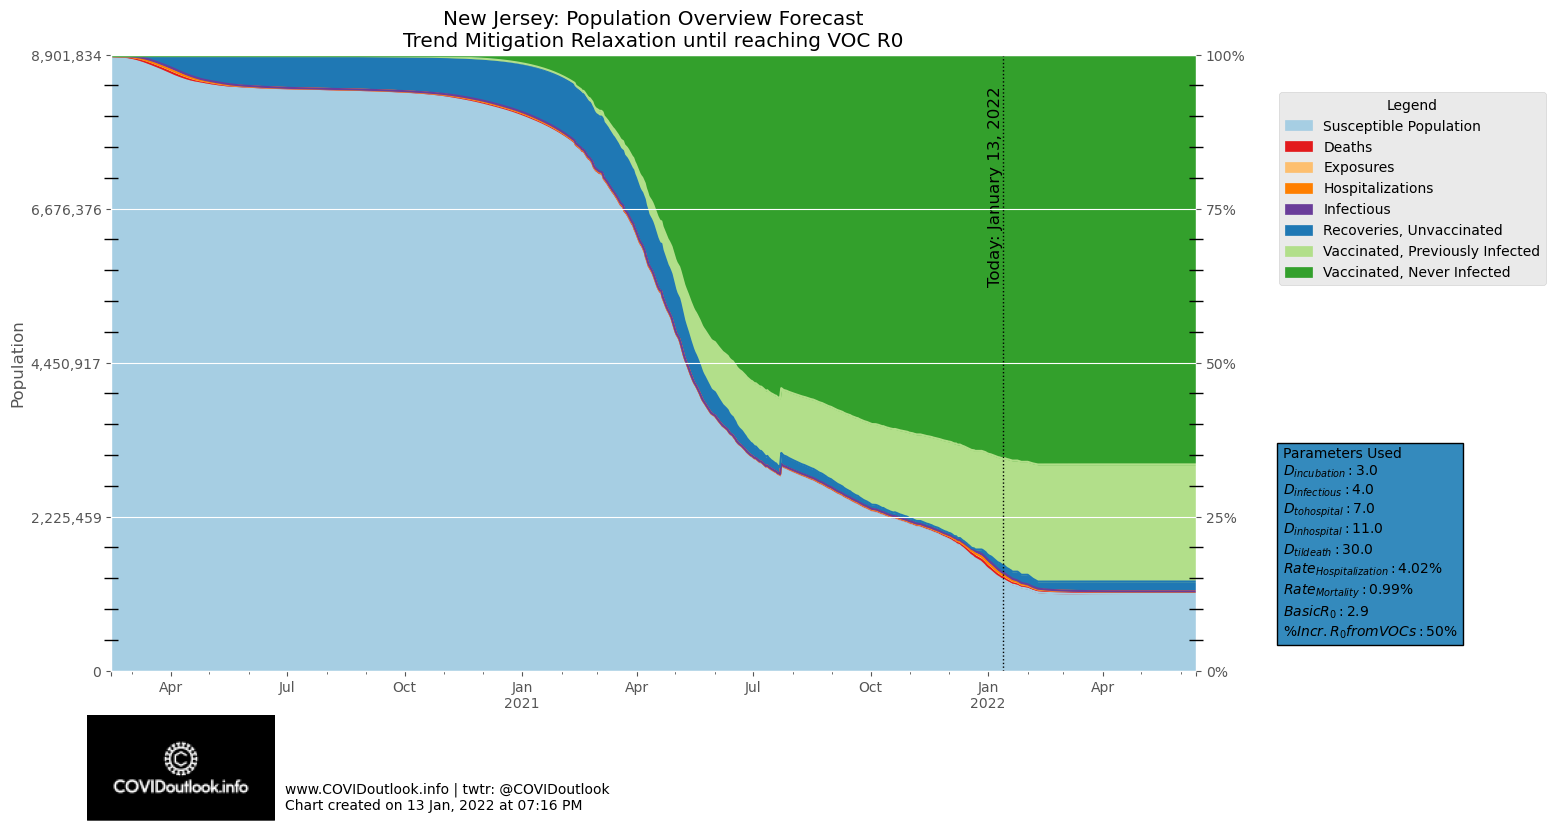 New Jersey: Population Overview Forecast
Trend Mitigation Relaxation until reaching VOC R0
8,901,834
6,676,376
4,450,917
2,225,459
0
Population
100%
75%
50%
25%
0%
Today: January 13, 2022
Apr
Jul
Oct
Jan
2021
Apr
Jul
Oct
Jan
2022
Apr
Legend
Susceptible Population
Deaths
Exposures
Hospitalizations
Infectious
Recoveries, Unvaccinated
Vaccinated, Previously Infected
Vaccinated, Never Infected
Parameters Used
D_incubation : 3.0
D_infectious : 4.0
D_tohospital : 7.0
D_inhospital : 11.0
D_tildeath : 30.0
Rate_Hospitalization : 4.02%
Rate_Mortality : 0.99%
BasicR_0 : 2.9
%Incr.R_0fromVOCs : 50%
COVIDoutlook.info
www.COVIDoutlook.info | twtr: @COVIDoutlook
Chart created on 13 Jan, 2022 at 07:16 PM